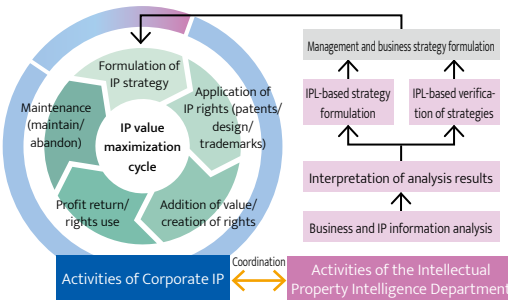 Formulation of
IP strategy
Application of
IP rights (patents/
design/
trademarks)
Addition of value/
creation of rights
Profit return/
rights use
Maintenance
(maintain/
abandon)
IP value
maximization
cycle
Management and business strategy formulation
IPL-based strategy
formulation
IPL-based verifica-
tion of strategies
Interpretation of analysis results
Business and IP information analysis
Activities of Corporate IP
Coordination
Activities of the Intellectual
Property Intelligence Department